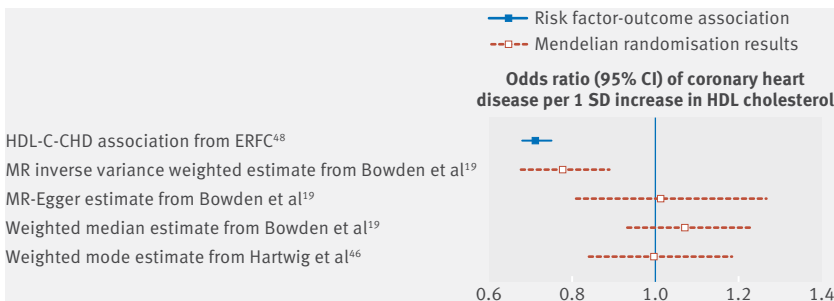 Risk factor-outcome association
Mendelian randomisation results
Odds ratio (95% CI) of coronary heart
disease per 1 SD increase in HDL cholesterol
HDL-C-CHD association from ERFC⁴⁸
MR inverse variance weighted estimate from Bowden et al¹⁹
MR-Egger estimate from Bowden et al¹⁹
Weighted median estimate from Bowden et al¹⁹
Weighted mode estimate from Hartwig et al⁴⁶
0.6 0.8 1.0 1.2 1.4